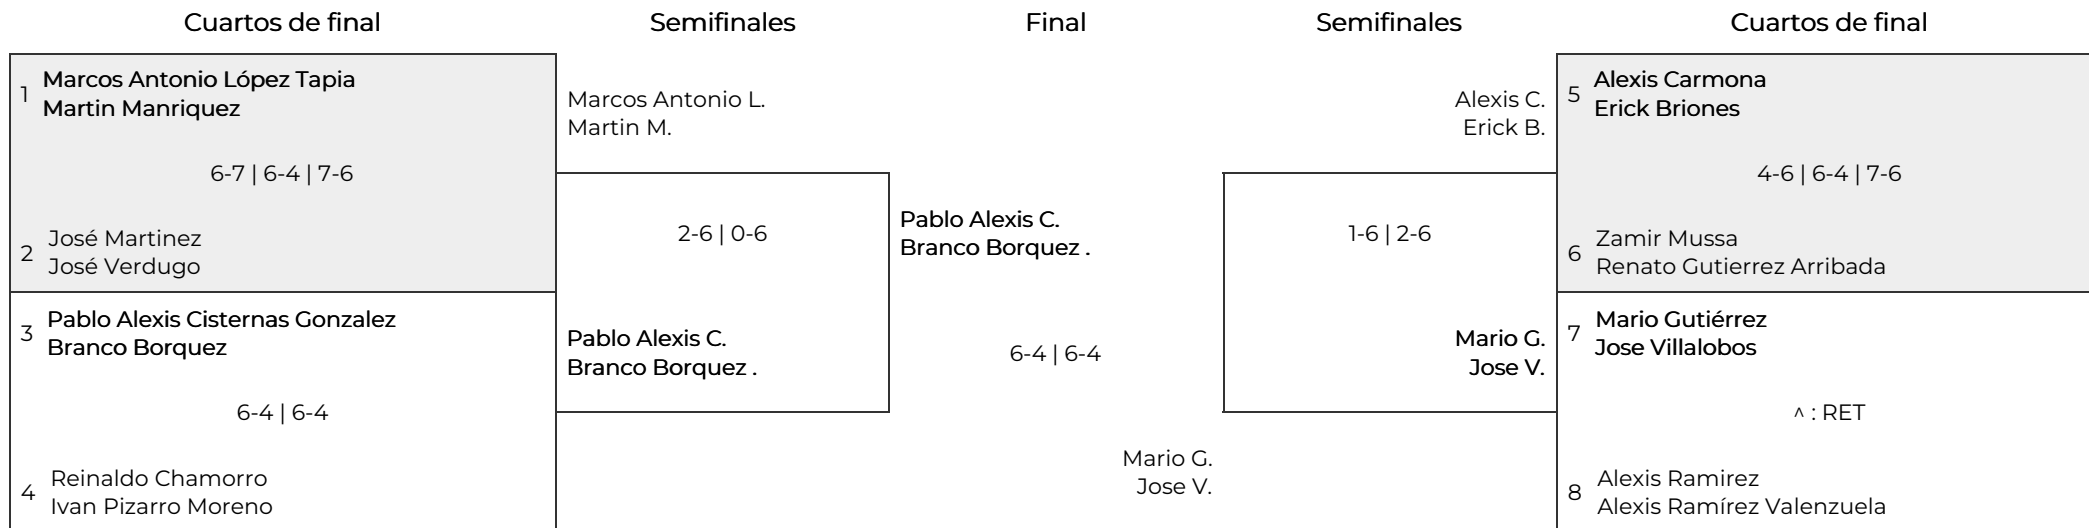 Cuartos de final
Semifinales
Final
Semifinales
Cuartos de final
1
Marcos Antonio López Tapia
Martin Manriquez
6-7 | 6-4 | 7-6
2
José Martinez
José Verdugo
3
Pablo Alexis Cisternas Gonzalez
Branco Borquez
6-4 | 6-4
4
Reinaldo Chamorro
Ivan Pizarro Moreno
Marcos Antonio L.
Martin M.
2-6 | 0-6
Pablo Alexis C.
Branco Borquez .
Pablo Alexis C.
Branco Borquez .
6-4 | 6-4
Mario G.
Jose V.
Alexis C.
Erick B.
1-6 | 2-6
Mario G.
Jose V.
5
Alexis Carmona
Erick Briones
4-6 | 6-4 | 7-6
6
Zamir Mussa
Renato Gutierrez Arribada
7
Mario Gutiérrez
Jose Villalobos
^ : RET
8
Alexis Ramirez
Alexis Ramírez Valenzuela